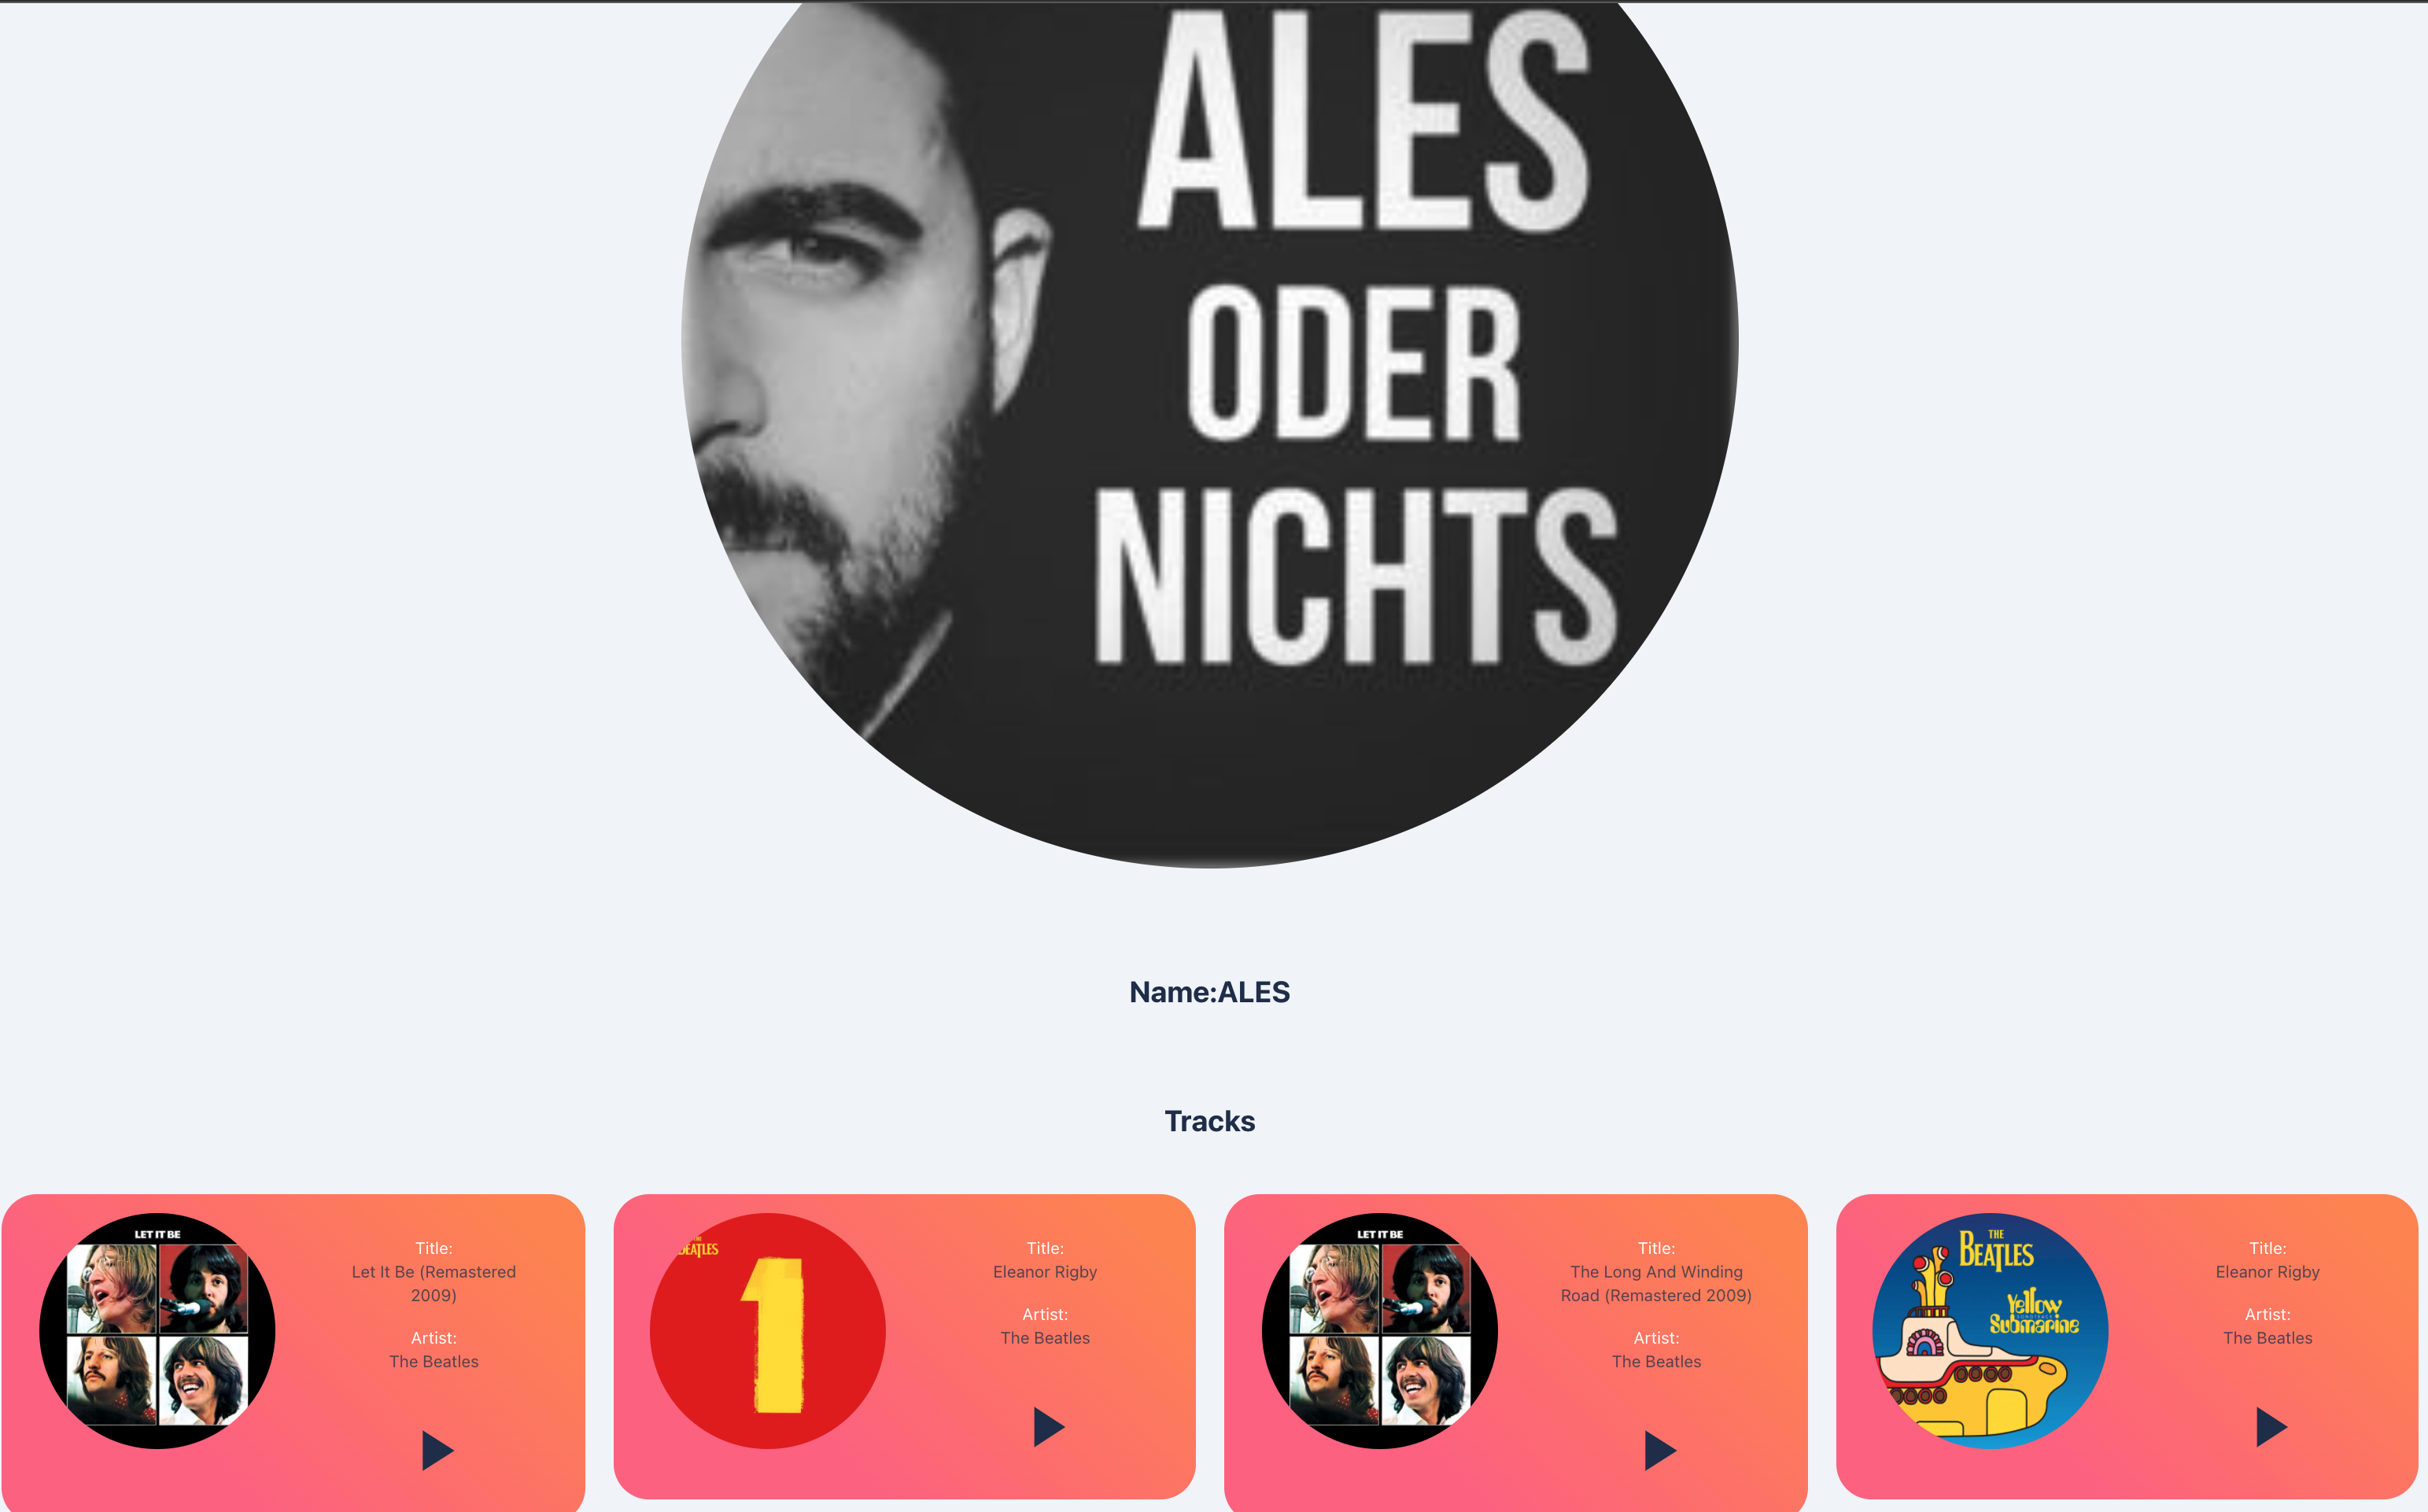 ALES
ODER
NICHTS
Name:ALES
Tracks
LET IT BE
Title:
Let It Be (Remastered
2009)
Artist:
The Beatles
BEATLES
Title:
Eleanor Rigby
Artist:
The Beatles
LET IT BE
Title:
The Long And Winding
Road (Remastered 2009)
Artist:
The Beatles
THE
BEATLES
Yellow
Submarine
Title:
Eleanor Rigby
Artist:
The Beatles